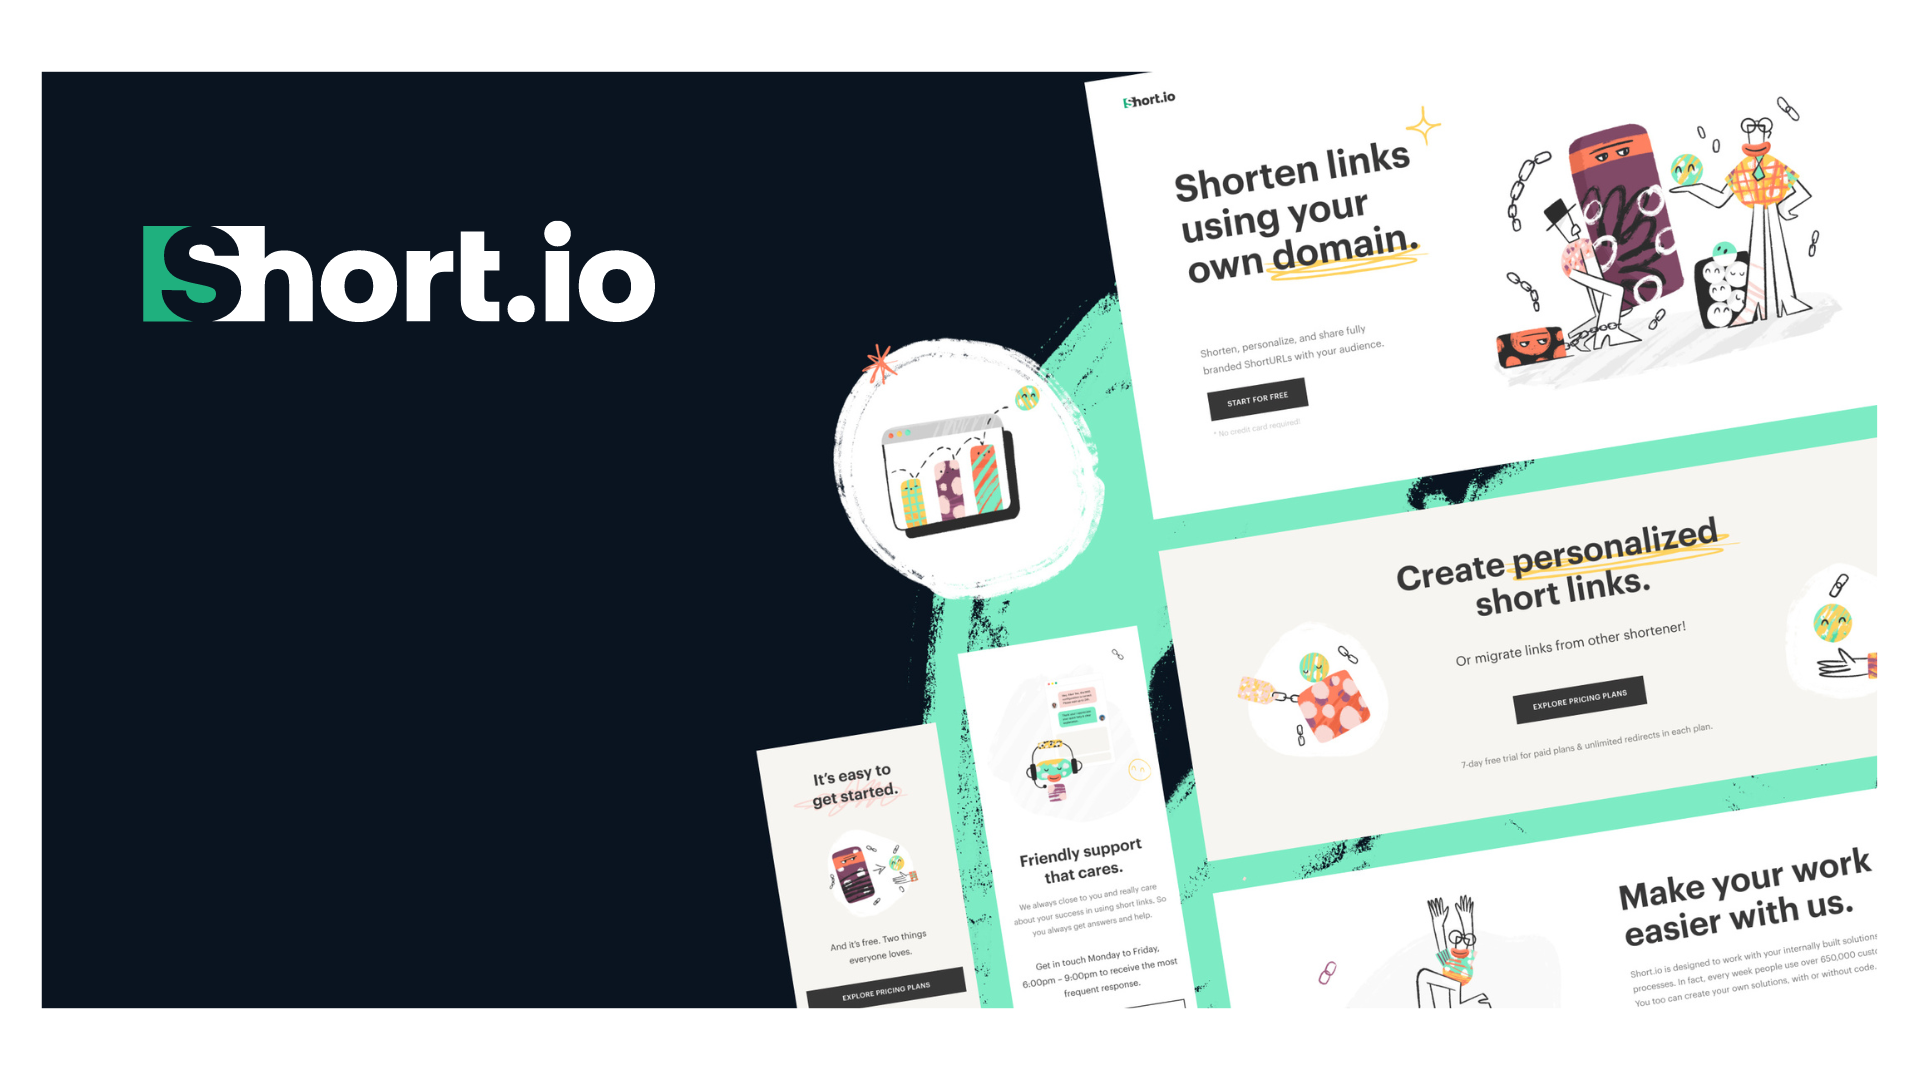 Short.io
Short.io
Shorten links
using your
own domain.
Shorten, personalize, and share fully
branded ShortURLs with your audience.
START FOR FREE
* No credit card required!
Create personalized
short links.
Or migrate links from other shortener!
EXPLORE PRICING PLANS
7-day free trial for paid plans & unlimited redirects in each plan.
It's easy to
get started.
And it's free. Two things
everyone loves.
EXPLORE PRICING PLANS
Friendly support
that cares.
We always close to you and really care
about your success in using short links. So
you always get answers and help.
Get in touch Monday to Friday,
6:00pm – 9:00pm to receive the most
frequent response.
Make your work
easier with us.
Short.io is designed to work with your internally built solutions
processes. In fact, every week people use over 650,000 custo
You too can create your own solutions, with or without code.